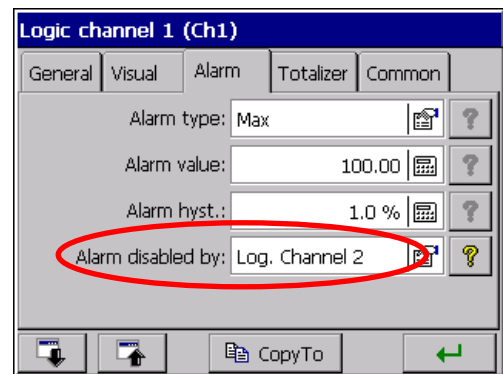 Logic channel 1 (Ch1)
General Visual Alarm Totalizer Common
Alarm type: Max ?
Alarm value: 100.00 ?
Alarm hyst.: 1.0 % ?
Alarm disabled by: Log. Channel 2 ?
CopyTo